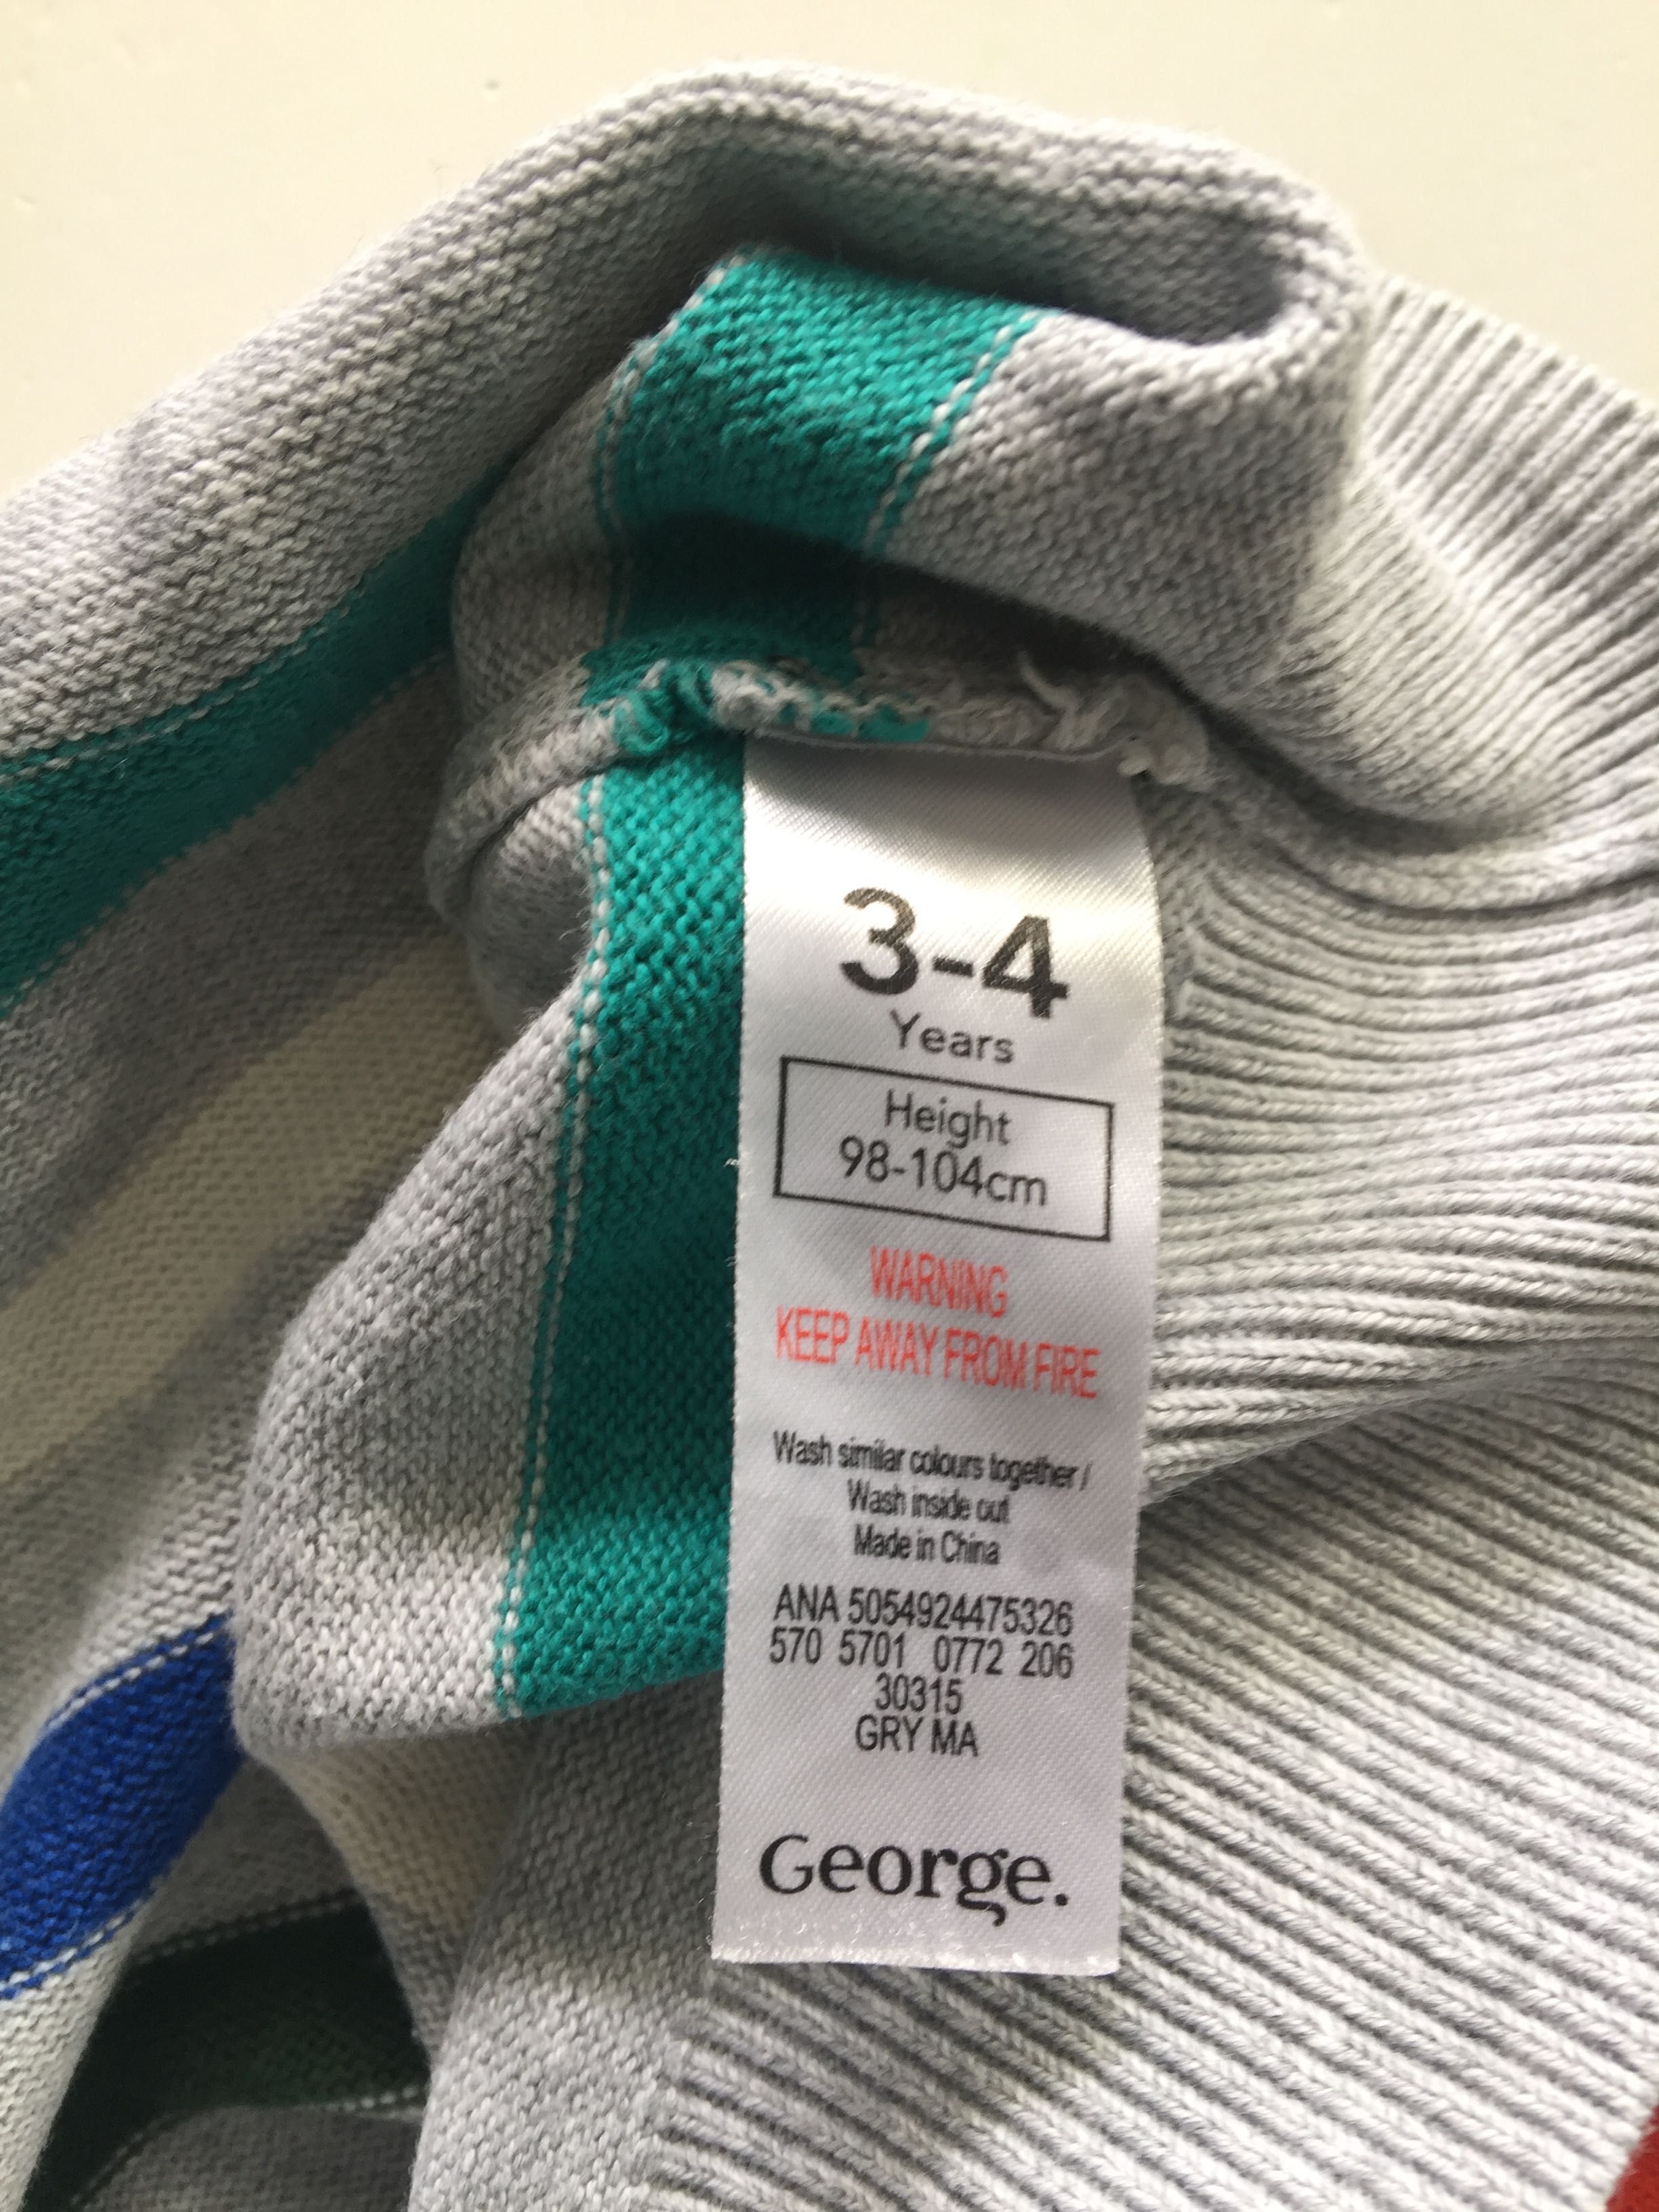 3-4
Years
Height
98-104cm
WARNING
KEEP AWAY FROM FIRE
Wash similar colours together /
Wash inside out
Made in China
ANA 5054924475326
570 5701 0772 206
30315
GRY MA
George.